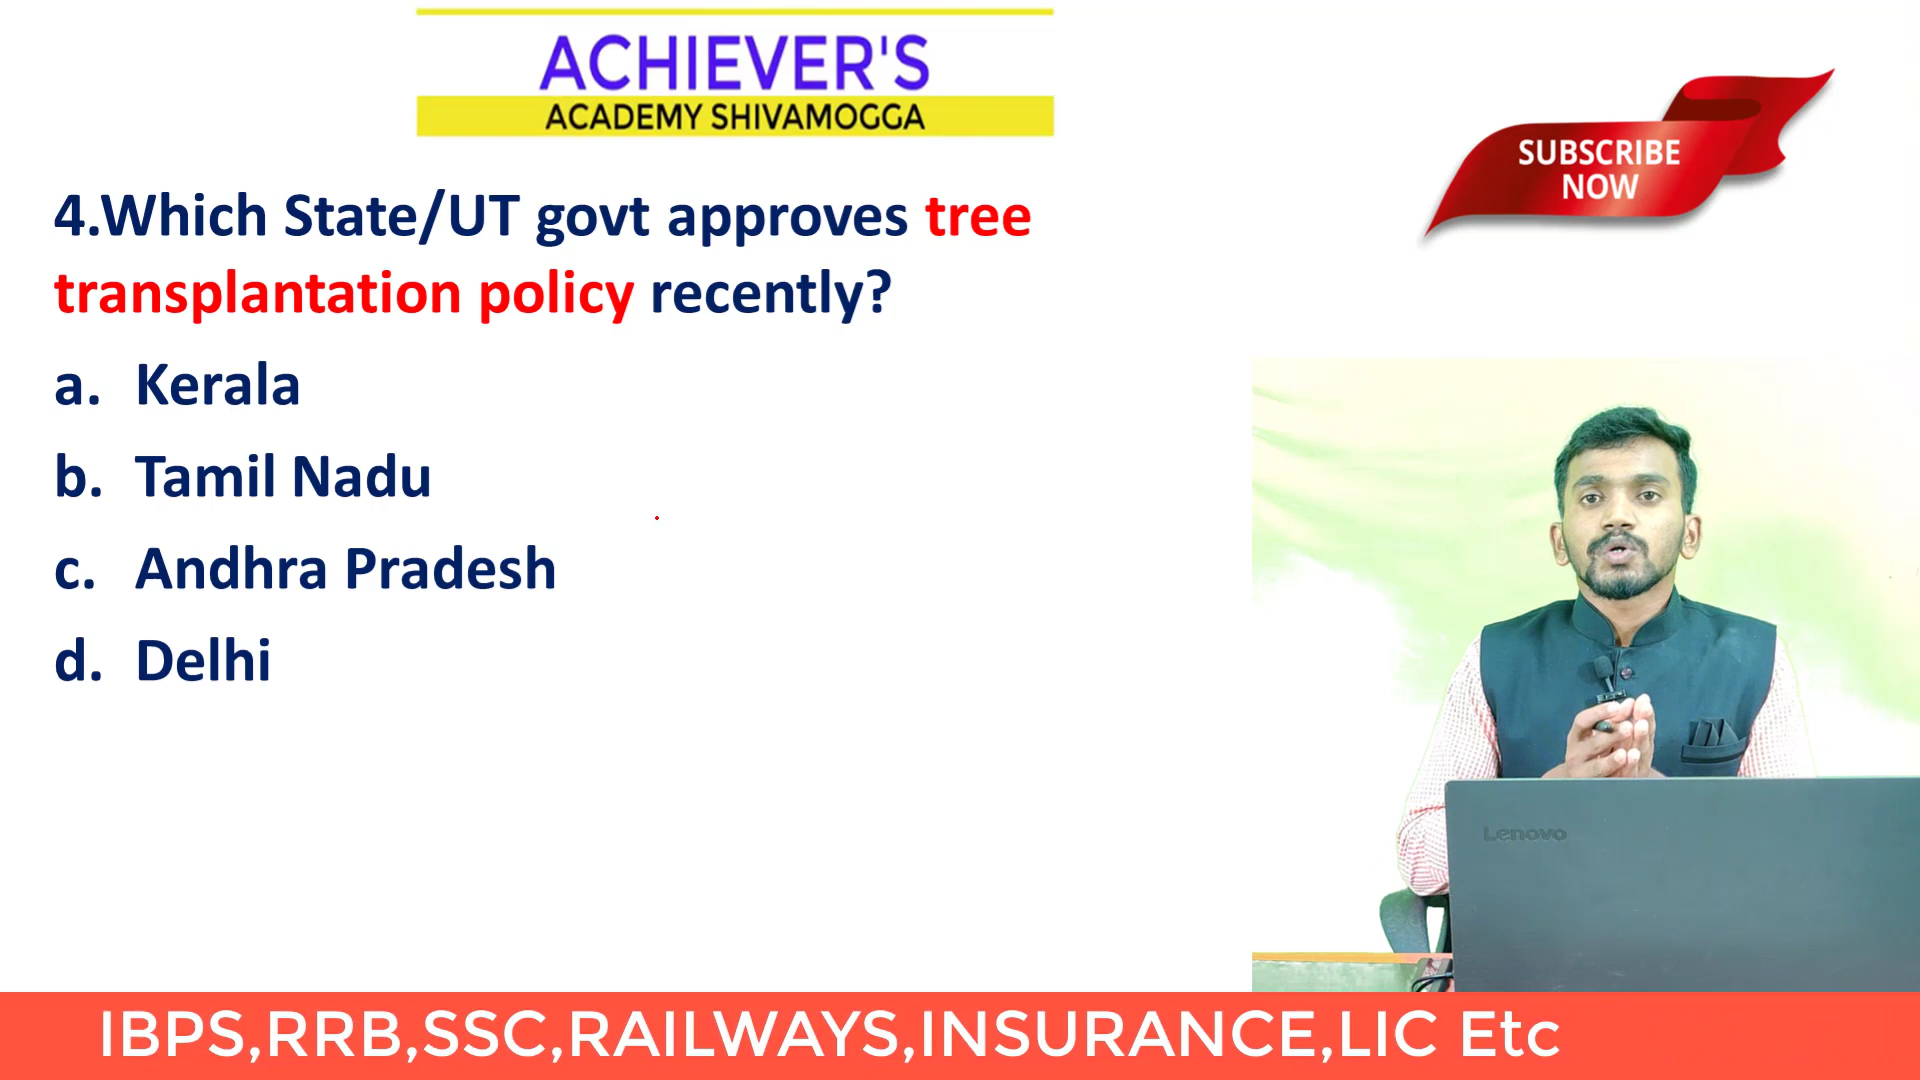 ACHIEVER'S
ACADEMY SHIVAMOGGA
SUBSCRIBE
NOW
4.Which State/UT govt approves tree
transplantation policy recently?
a. Kerala
b. Tamil Nadu
c. Andhra Pradesh
d. Delhi
Lenovo
IBPS,RRB,SSC,RAILWAYS,INSURANCE,LIC Etc